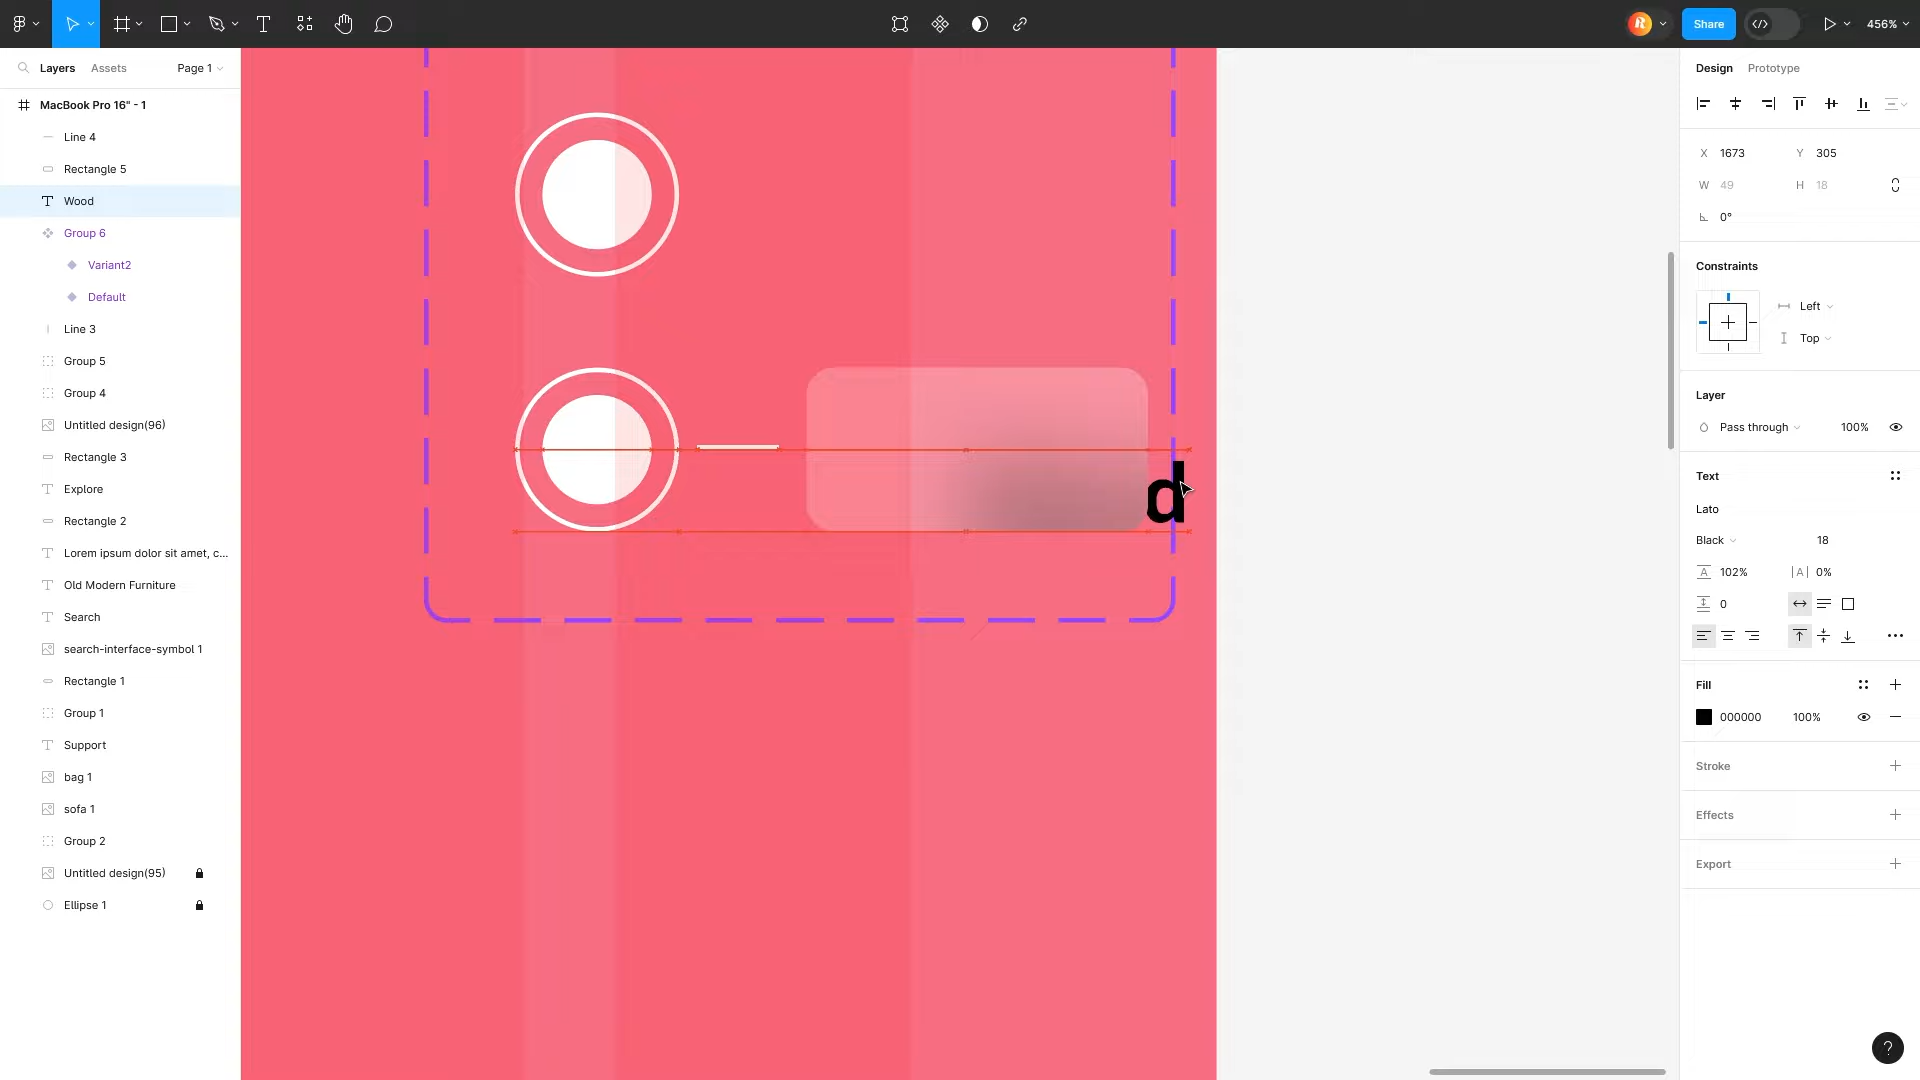 Share
456%
Layers
Assets
Page 1
MacBook Pro 16" - 1
Line 4
Rectangle 5
Wood
Group 6
Variant2
Default
Line 3
Group 5
Group 4
Untitled design(96)
Rectangle 3
Explore
Rectangle 2
Lorem ipsum dolor sit amet, c...
Old Modern Furniture
Search
search-interface-symbol 1
Rectangle 1
Group 1
Support
bag 1
sofa 1
Group 2
Untitled design(95)
Ellipse 1
d
Design
Prototype
X 1673
Y 305
W 49
H 18
0°
Constraints
Left
Top
Layer
Pass through
100%
Text
Lato
Black
18
102%
0%
0
Fill
000000
100%
Stroke
Effects
Export
?